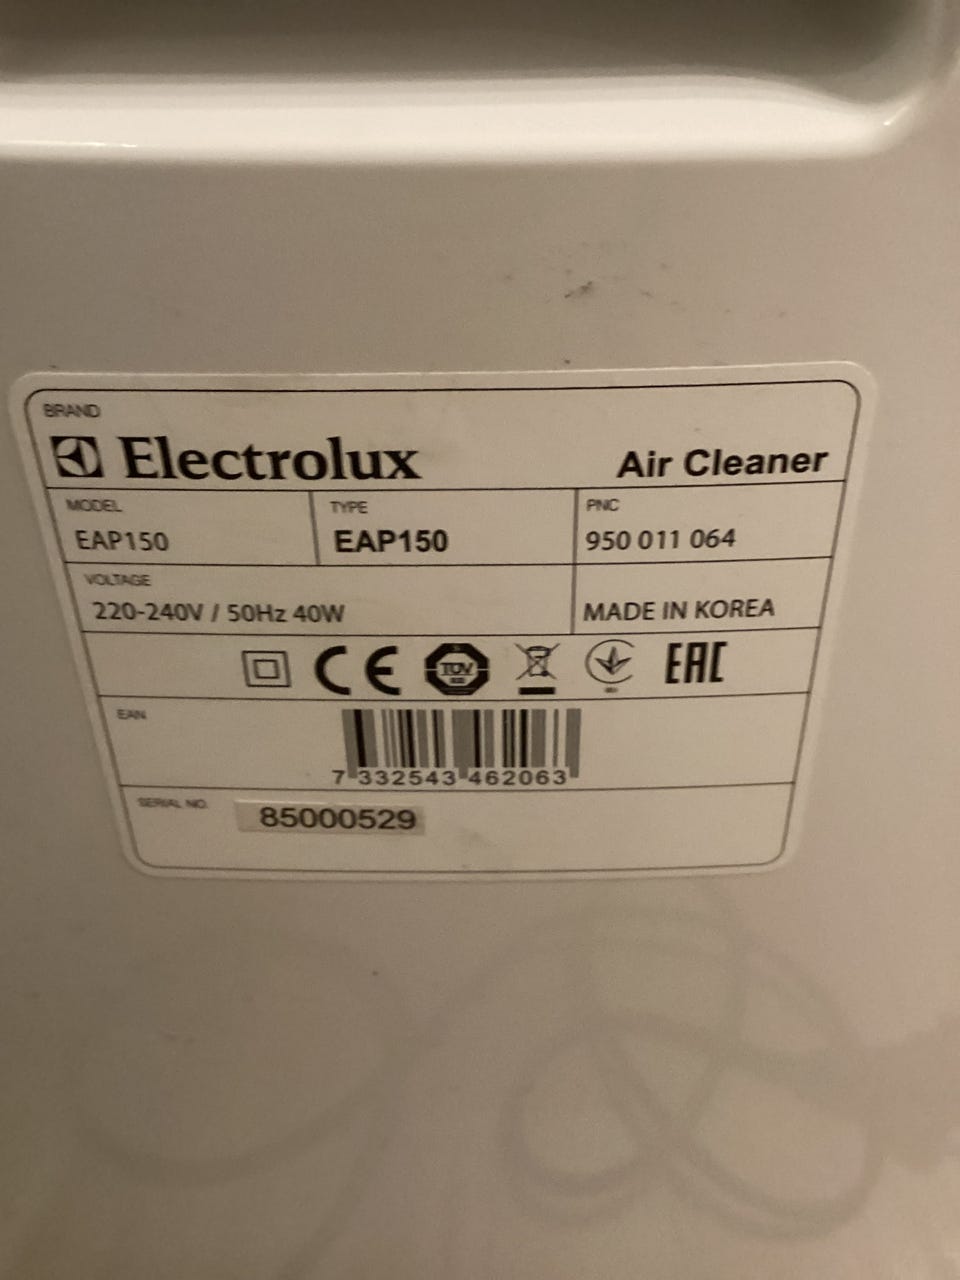 BRAND
Electrolux Air Cleaner
MODEL TYPE PNC
EAP150 EAP150 950 011 064
VOLTAGE
220-240V / 50Hz 40W MADE IN KOREA
CE TÜV EAC
EAN
7 332543 462063
SERIAL NO.
85000529